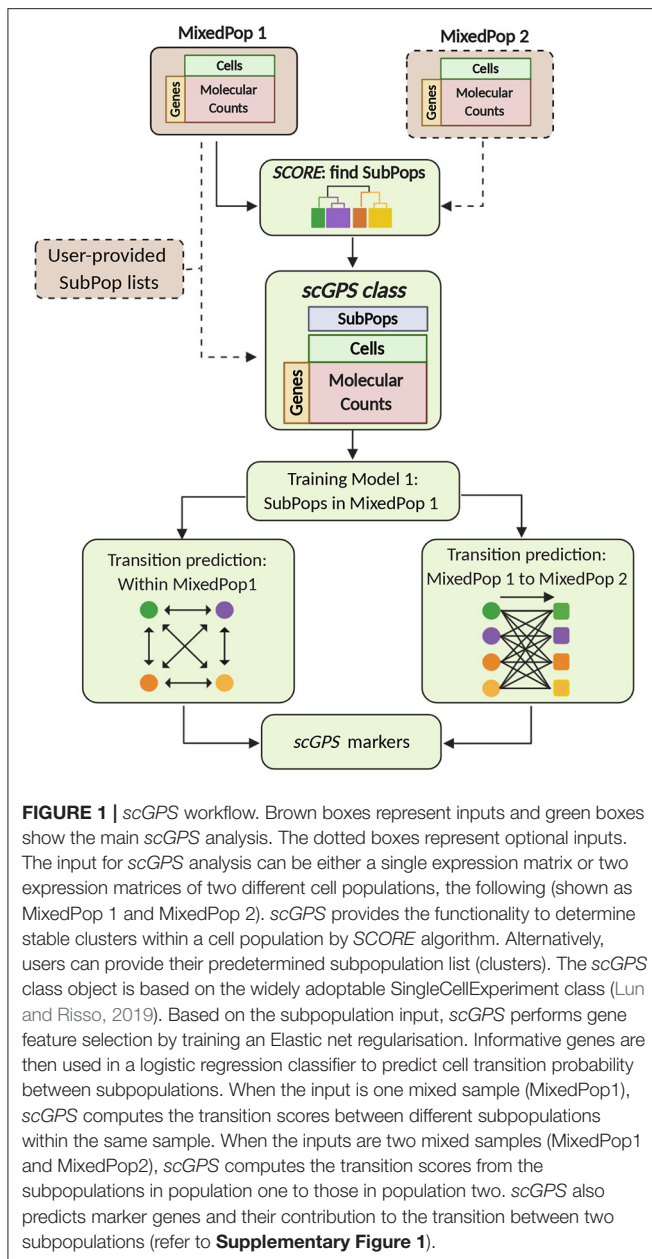 MixedPop 1
MixedPop 2
Cells
Cells
Genes
Molecular
Counts
Genes
Molecular
Counts
SCORE: find SubPops
User-provided
SubPop lists
scGPS class
SubPops
Cells
Genes
Molecular
Counts
Training Model 1:
SubPops in MixedPop 1
Transition prediction:
Within MixedPop1
Transition prediction:
MixedPop 1 to MixedPop 2
scGPS markers
FIGURE 1 | scGPS workflow. Brown boxes represent inputs and green boxes
show the main scGPS analysis. The dotted boxes represent optional inputs.
The input for scGPS analysis can be either a single expression matrix or two
expression matrices of two different cell populations, the following (shown as
MixedPop 1 and MixedPop 2). scGPS provides the functionality to determine
stable clusters within a cell population by SCORE algorithm. Alternatively,
users can provide their predetermined subpopulation list (clusters). The scGPS
class object is based on the widely adoptable SingleCellExperiment class (Lun
and Risso, 2019). Based on the subpopulation input, scGPS performs gene
feature selection by training an Elastic net regularisation. Informative genes are
then used in a logistic regression classifier to predict cell transition probability
between subpopulations. When the input is one mixed sample (MixedPop1),
scGPS computes the transition scores between different subpopulations
within the same sample. When the inputs are two mixed samples (MixedPop1
and MixedPop2), scGPS computes the transition scores from the
subpopulations in population one to those in population two. scGPS also
predicts marker genes and their contribution to the transition between two
subpopulations (refer to Supplementary Figure 1).